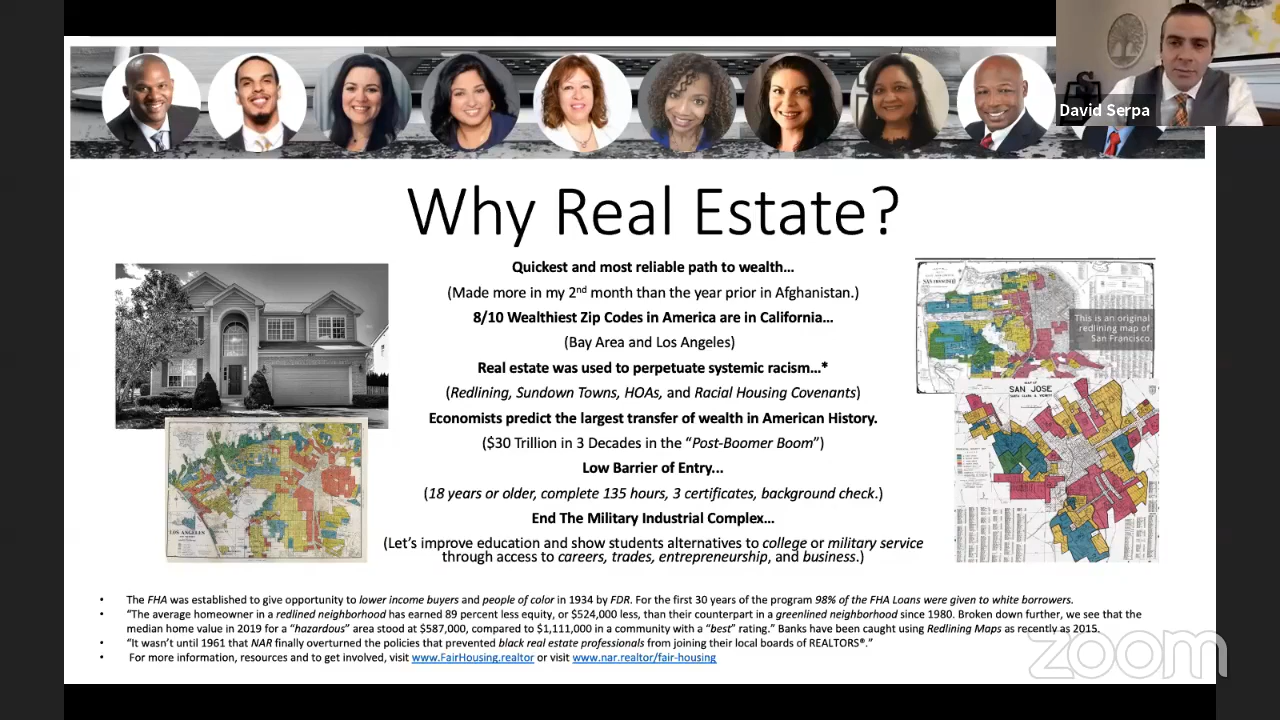 David Serpa
Why Real Estate?
Quickest and most reliable path to wealth...
(Made more in my 2nd month than the year prior in Afghanistan.)
8/10 Wealthiest Zip Codes in America are in California...
(Bay Area and Los Angeles)
Real estate was used to perpetuate systemic racism...*
(Redlining, Sundown Towns, HOAs, and Racial Housing Covenants)
Economists predict the largest transfer of wealth in American History.
($30 Trillion in 3 Decades in the “Post-Boomer Boom”)
Low Barrier of Entry...
(18 years or older, complete 135 hours, 3 certificates, background check.)
End The Military Industrial Complex...
(Let’s improve education and show students alternatives to college or military service
through access to careers, trades, entrepreneurship, and business.)
LOS ANGELES
SAN FRANCISCO
This is an original
redlining map of
San Francisco.
MAP OF
SAN JOSE
• The FHA was established to give opportunity to lower income buyers and people of color in 1934 by FDR. For the first 30 years of the program 98% of the FHA Loans were given to white borrowers.
• “The average homeowner in a redlined neighborhood has earned 89 percent less equity, or $524,000 less, than their counterpart in a greenlined neighborhood since 1980. Broken down further, we see that the
median home value in 2019 for a “hazardous” area stood at $587,000, compared to $1,111,000 in a community with a “best” rating.” Banks have been caught using Redlining Maps as recently as 2015.
• “It wasn’t until 1961 that NAR finally overturned the policies that prevented black real estate professionals from joining their local boards of REALTORS®.”
• For more information, resources and to get involved, visit www.FairHousing.realtor or visit www.nar.realtor/fair-housing
zoom